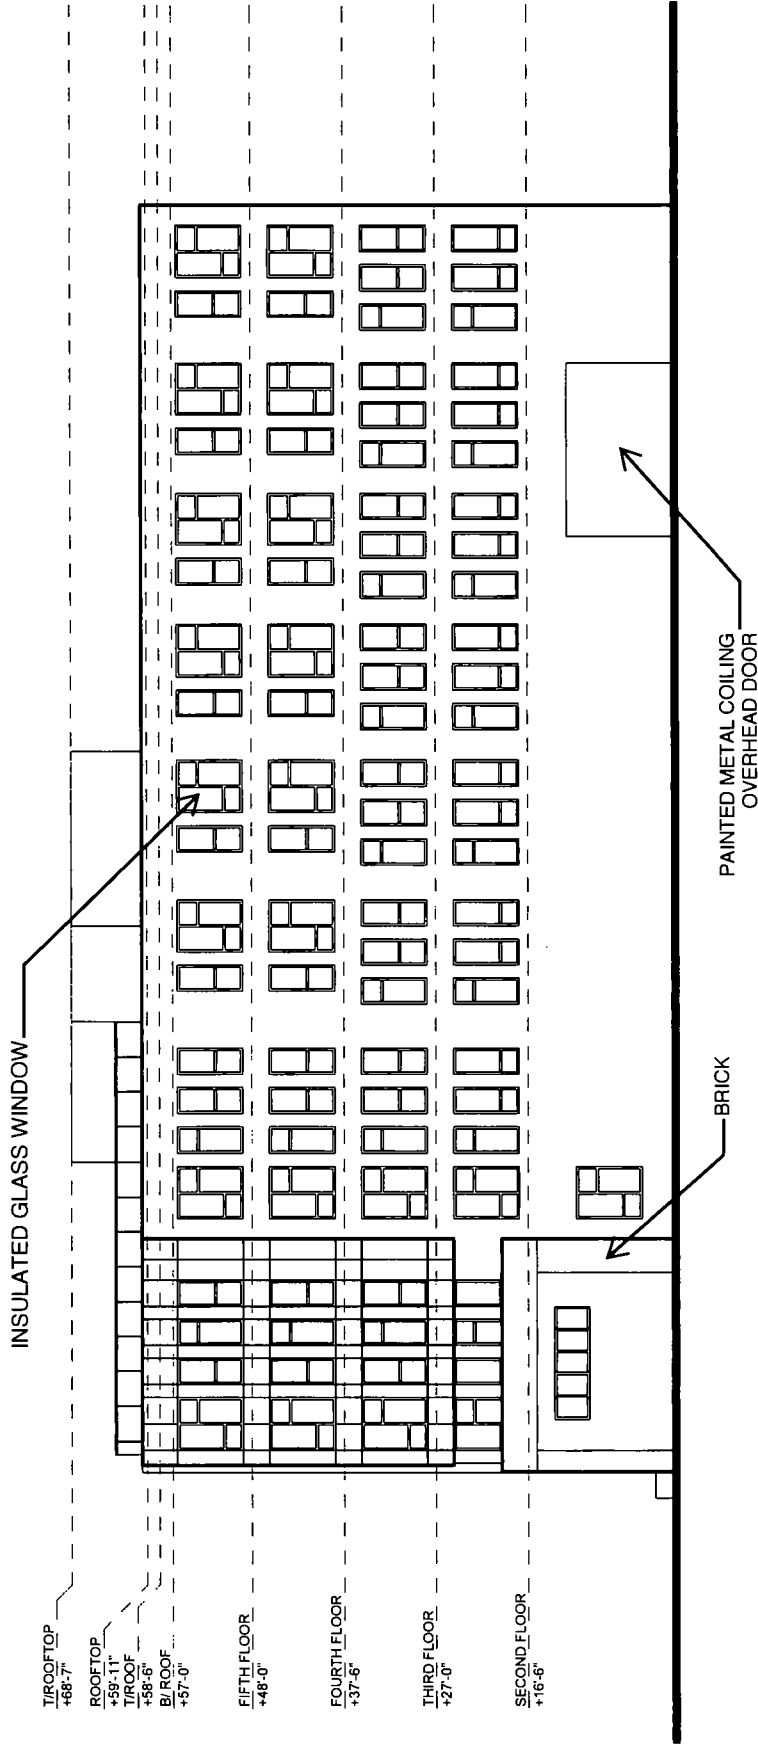 INSULATED GLASS WINDOW
T/ROOFTOP
+68'-7"
ROOFTOP
+59'-11"
T/ROOF
+58'-6"
B/ ROOF
+57'-0"
FIFTH FLOOR
+48'-0"
FOURTH FLOOR
+37'-6"
THIRD FLOOR
+27'-0"
SECOND FLOOR
+16'-6"
BRICK
PAINTED METAL COILING
OVERHEAD DOOR